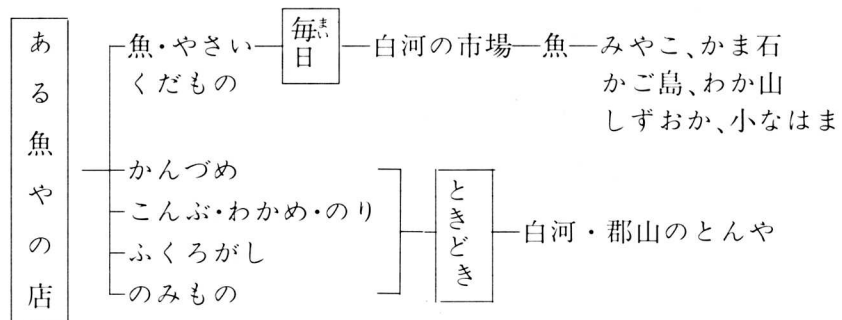 ある魚やの店
魚・やさい
くだもの
毎日
まい
白河の市場
魚
みやこ、かま石
かご島、わか山
しずおか、小なはま
かんづめ
こんぶ・わかめ・のり
ふくろがし
のみもの
ときどき
白河・郡山のとんや